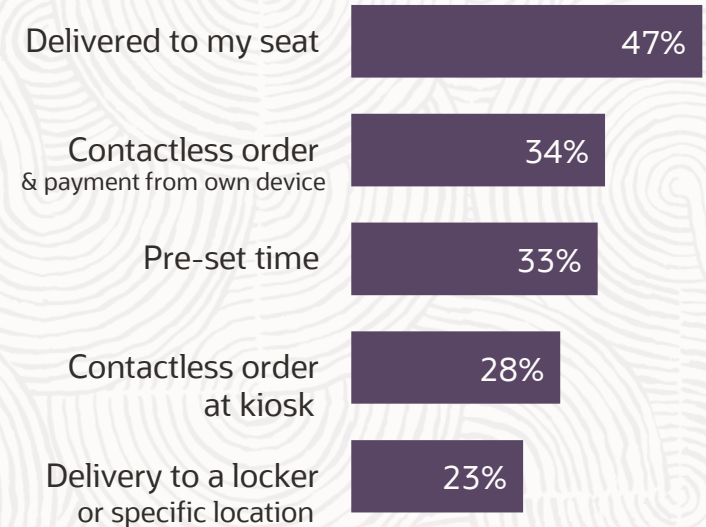 Delivered to my seat
47%
Contactless order
& payment from own device
34%
Pre-set time
33%
Contactless order
at kiosk
28%
Delivery to a locker
or specific location
23%